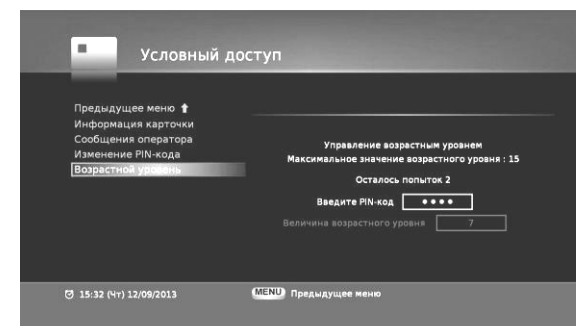 Условный доступ
Предыдущее меню ⬆
Информация карточки
Сообщения оператора
Изменение PIN-кода
Возрастной уровень
Управление возрастным уровнем
Максимальное значение возрастного уровня : 15
Осталось попыток 2
Введите PIN-код ••••
Величина возрастного уровня 7
15:32 (Чт) 12/09/2013
MENU Предыдущее меню